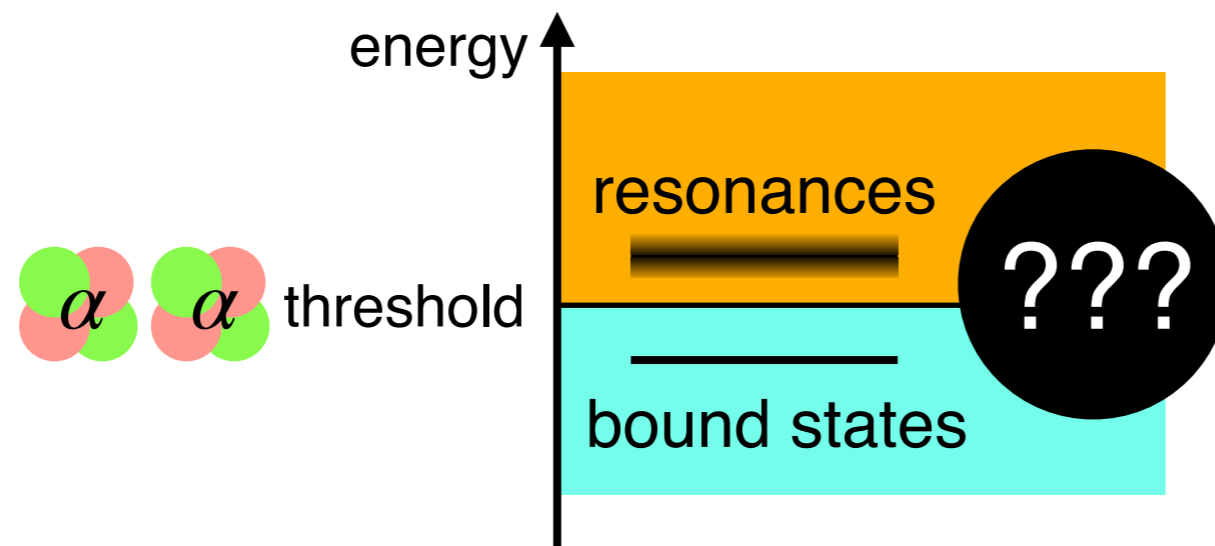 energy
resonances
???
α
α
threshold
bound states